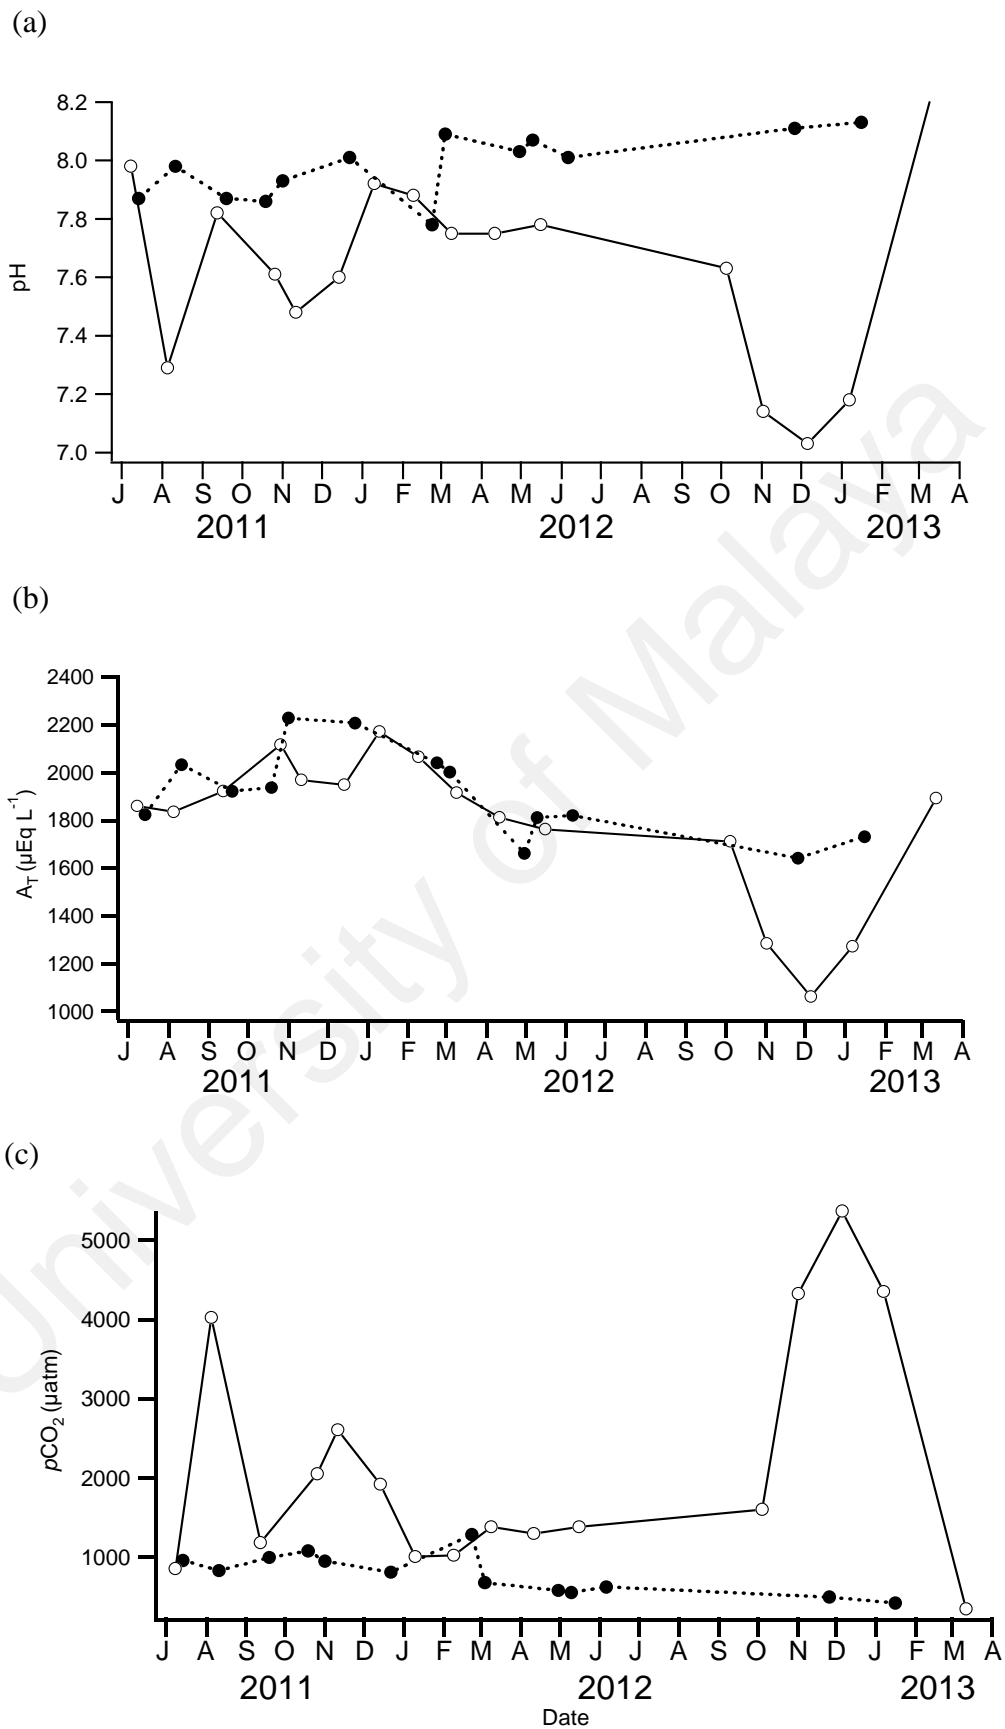 (a)
8.2
8.0
7.8
7.6
7.4
7.2
7.0
pH
J A S O N D J F M A M J J A S O N D J F M A
2011 2012 2013
(b)
2400
2200
2000
1800
1600
1400
1200
1000
A_T (µEq L⁻¹)
J A S O N D J F M A M J J A S O N D J F M A
2011 2012 2013
(c)
5000
4000
3000
2000
1000
pCO₂ (µatm)
J A S O N D J F M A M J J A S O N D J F M A
2011 2012 2013
Date
University of Malaya